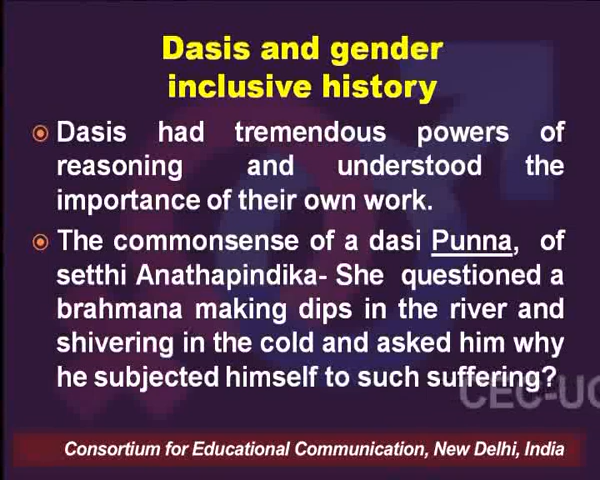 Dasis and gender
inclusive history
Dasis had tremendous powers of
reasoning and understood the
importance of their own work.
The commonsense of a dasi Punna, of
setthi Anathapindika- She questioned a
brahmana making dips in the river and
shivering in the cold and asked him why
he subjected himself to such suffering?
CEC-UG
Consortium for Educational Communication, New Delhi, India